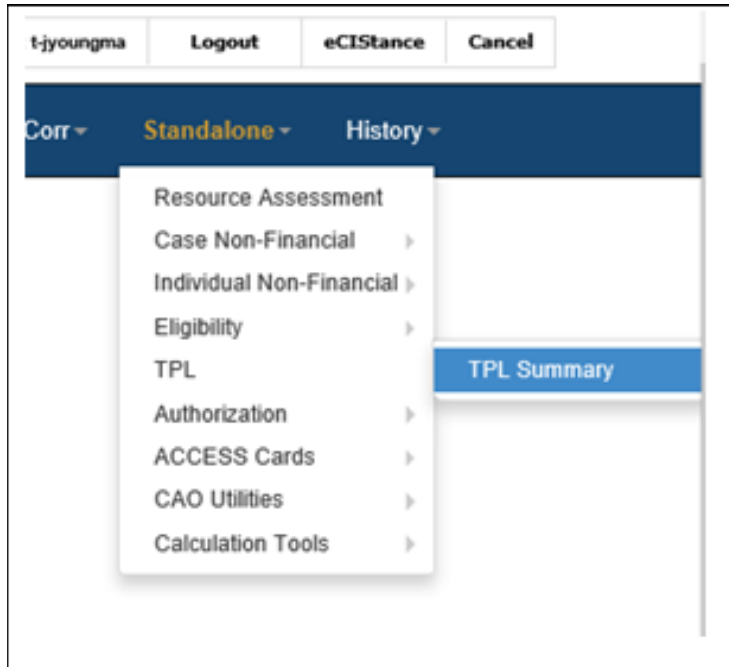 t-jyoungma Logout eCIStance Cancel
Corr Standalone History
Resource Assessment
Case Non-Financial
Individual Non-Financial
Eligibility
TPL TPL Summary
Authorization
ACCESS Cards
CAO Utilities
Calculation Tools